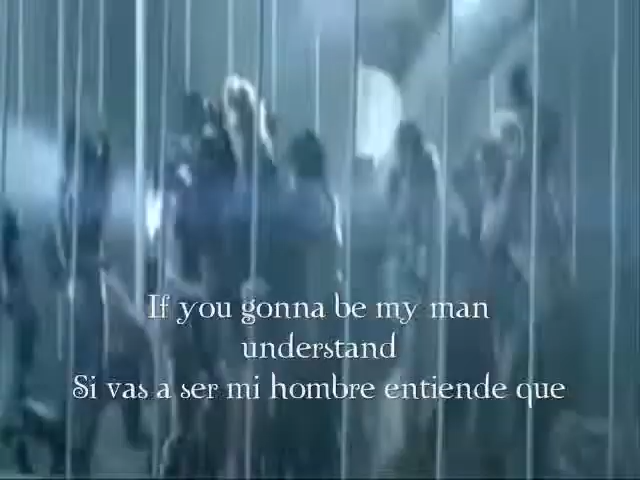 If you gonna be my man
understand
Si vas a ser mi hombre entiende que